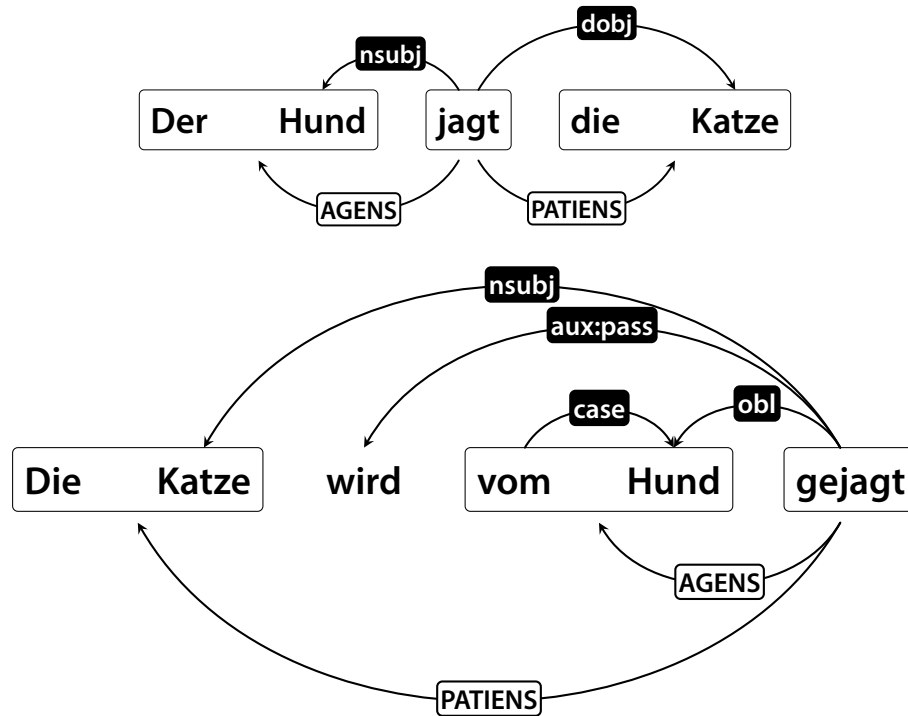 dobj
nsubj
Der Hund jagt die Katze
AGENS PATIENS
nsubj
aux:pass
case obl
Die Katze wird vom Hund gejagt
AGENS
PATIENS